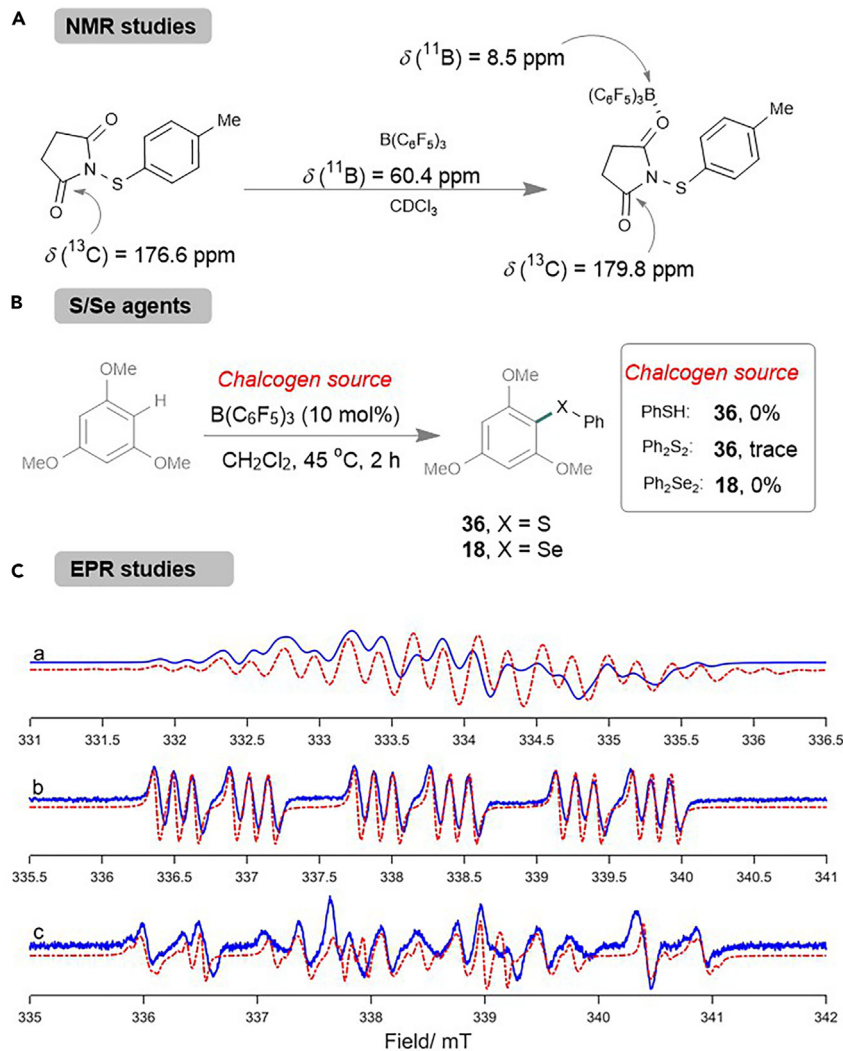 A NMR studies
δ(¹¹B) = 8.5 ppm
(C₆F₅)₃B
O
Me
N
S
O
δ(¹³C) = 176.6 ppm
B(C₆F₅)₃
δ(¹¹B) = 60.4 ppm
CDCl₃
O
Me
N
S
O
δ(¹³C) = 179.8 ppm
B S/Se agents
OMe
H
MeO
OMe
Chalcogen source
B(C₆F₅)₃ (10 mol%)
CH₂Cl₂, 45 °C, 2 h
OMe
X
Ph
MeO
OMe
36, X = S
18, X = Se
Chalcogen source
PhSH: 36, 0%
Ph₂S₂: 36, trace
Ph₂Se₂: 18, 0%
C EPR studies
a
331 331.5 332 332.5 333 333.5 334 334.5 335 335.5 336 336.5
b
335.5 336 336.5 337 337.5 338 338.5 339 339.5 340 340.5 341
c
335 336 337 338 339 340 341 342
Field/ mT